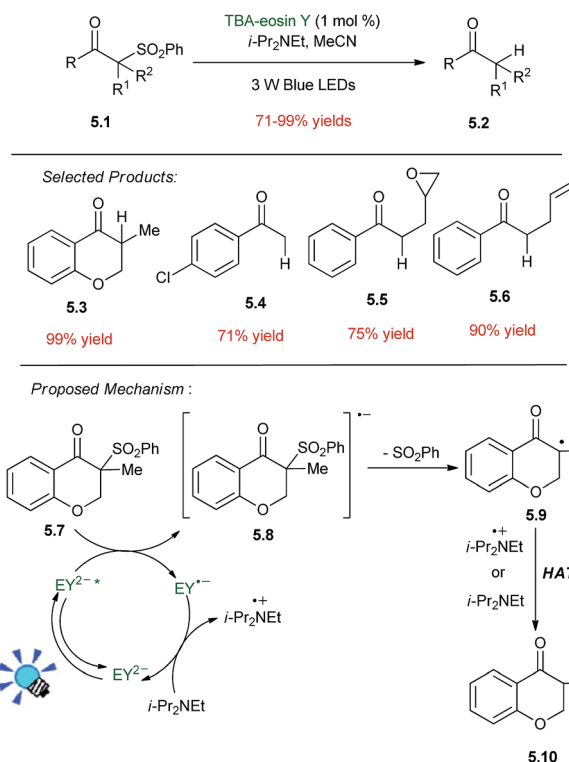 TBA-eosin Y (1 mol %)
i-Pr2NEt, MeCN
3 W Blue LEDs
71-99% yields
O
SO2Ph
R
R1
R2
5.1
O
H
R
R1
R2
5.2
Selected Products:
O
H
Me
O
5.3
99% yield
O
Cl
H
5.4
71% yield
O
O
H
5.5
75% yield
O
H
5.6
90% yield
Proposed Mechanism :
O
SO2Ph
Me
O
5.7
O
SO2Ph
Me
O
•−
5.8
- SO2Ph
O
•
O
5.9
EY2− *
EY•−
EY2−
•+
i-Pr2NEt
i-Pr2NEt
•+
i-Pr2NEt
or
i-Pr2NEt
O
O
5.10